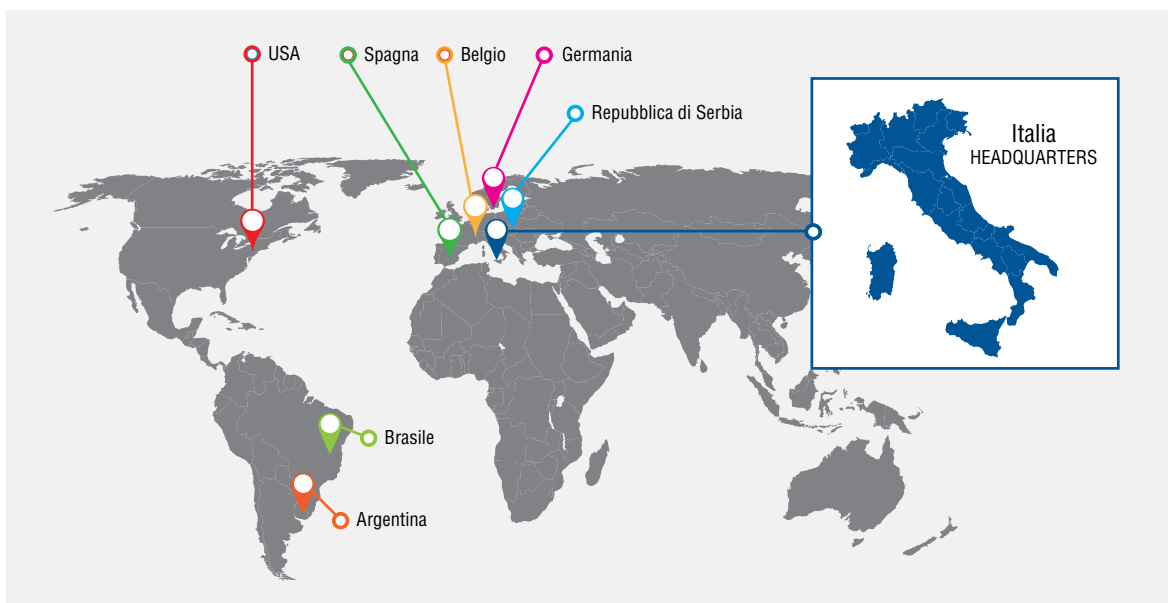 USA
Spagna
Belgio
Germania
Repubblica di Serbia
Italia
HEADQUARTERS
Brasile
Argentina